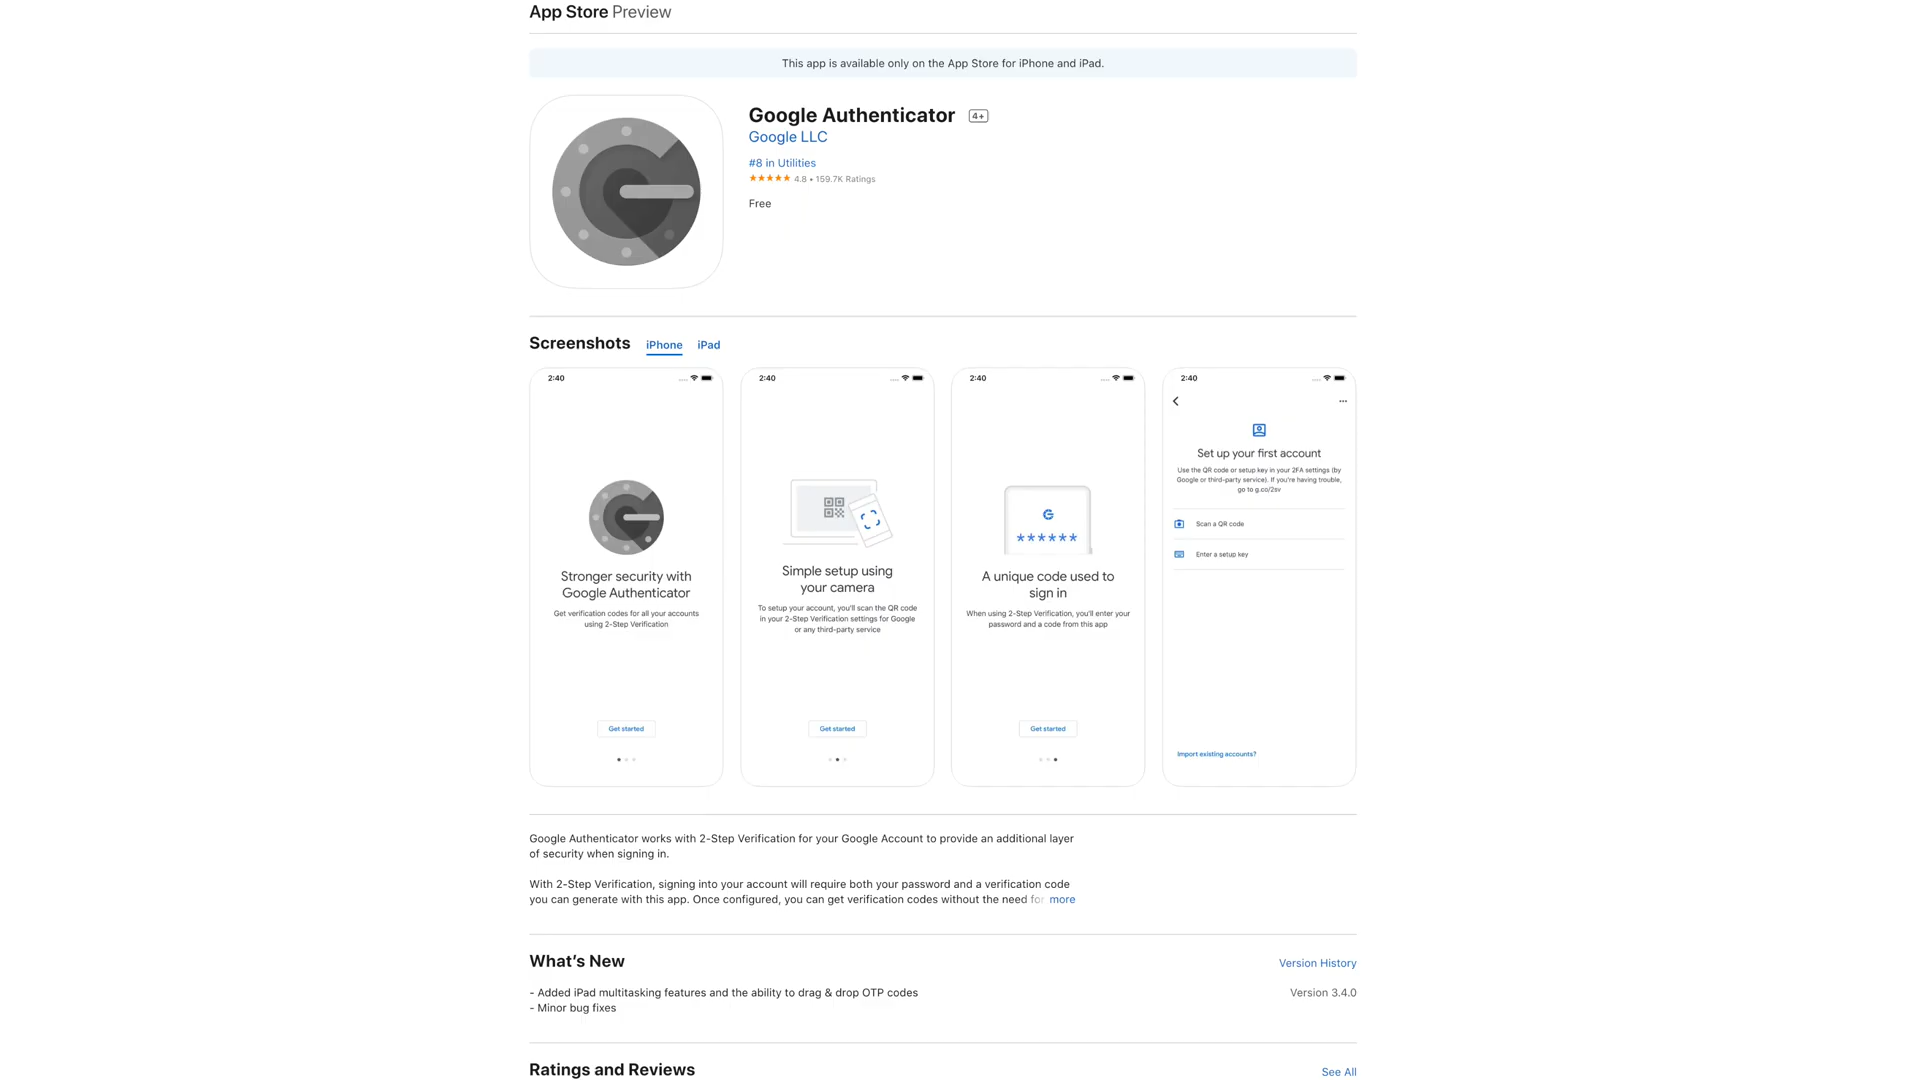 App Store Preview
This app is available only on the App Store for iPhone and iPad.
Google Authenticator 4+
Google LLC
#8 in Utilities
★★★★★ 4.8 • 159.7K Ratings
Free
Screenshots iPhone iPad
2:40
Stronger security with
Google Authenticator
Get verification codes for all your accounts
using 2-Step Verification
Get started
2:40
Simple setup using
your camera
To setup your account, you'll scan the QR code
in your 2-Step Verification settings for Google
or any third-party service
Get started
2:40
G
******
A unique code used to
sign in
When using 2-Step Verification, you'll enter your
password and a code from this app
Get started
2:40
Set up your first account
Use the QR code or setup key in your 2FA settings (by
Google or third-party service). If you're having trouble,
go to g.co/2sv
Scan a QR code
Enter a setup key
Import existing accounts?
Google Authenticator works with 2-Step Verification for your Google Account to provide an additional layer
of security when signing in.
With 2-Step Verification, signing into your account will require both your password and a verification code
you can generate with this app. Once configured, you can get verification codes without the need for more
What's New
Version History
- Added iPad multitasking features and the ability to drag & drop OTP codes
Version 3.4.0
- Minor bug fixes
Ratings and Reviews
See All